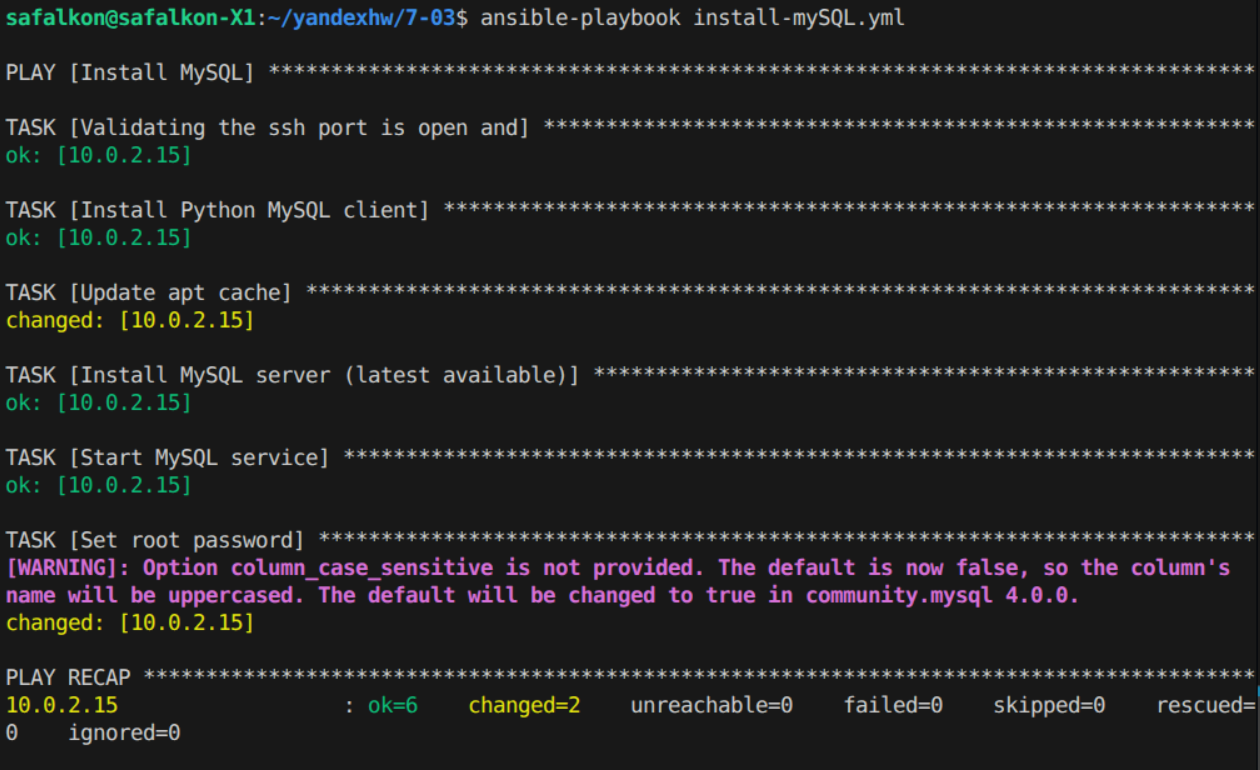 safalkon@safalkon-X1:~/yandexhw/7-03$ ansible-playbook install-mySQL.yml
PLAY [Install MySQL] *******************************************************************************
TASK [Validating the ssh port is open and] *********************************************************
ok: [10.0.2.15]
TASK [Install Python MySQL client] *****************************************************************
ok: [10.0.2.15]
TASK [Update apt cache] ****************************************************************************
changed: [10.0.2.15]
TASK [Install MySQL server (latest available)] *****************************************************
ok: [10.0.2.15]
TASK [Start MySQL service] *************************************************************************
ok: [10.0.2.15]
TASK [Set root password] ***************************************************************************
[WARNING]: Option column_case_sensitive is not provided. The default is now false, so the column's
name will be uppercased. The default will be changed to true in community.mysql 4.0.0.
changed: [10.0.2.15]
PLAY RECAP *****************************************************************************************
10.0.2.15                  : ok=6    changed=2    unreachable=0    failed=0    skipped=0    rescued=
0    ignored=0